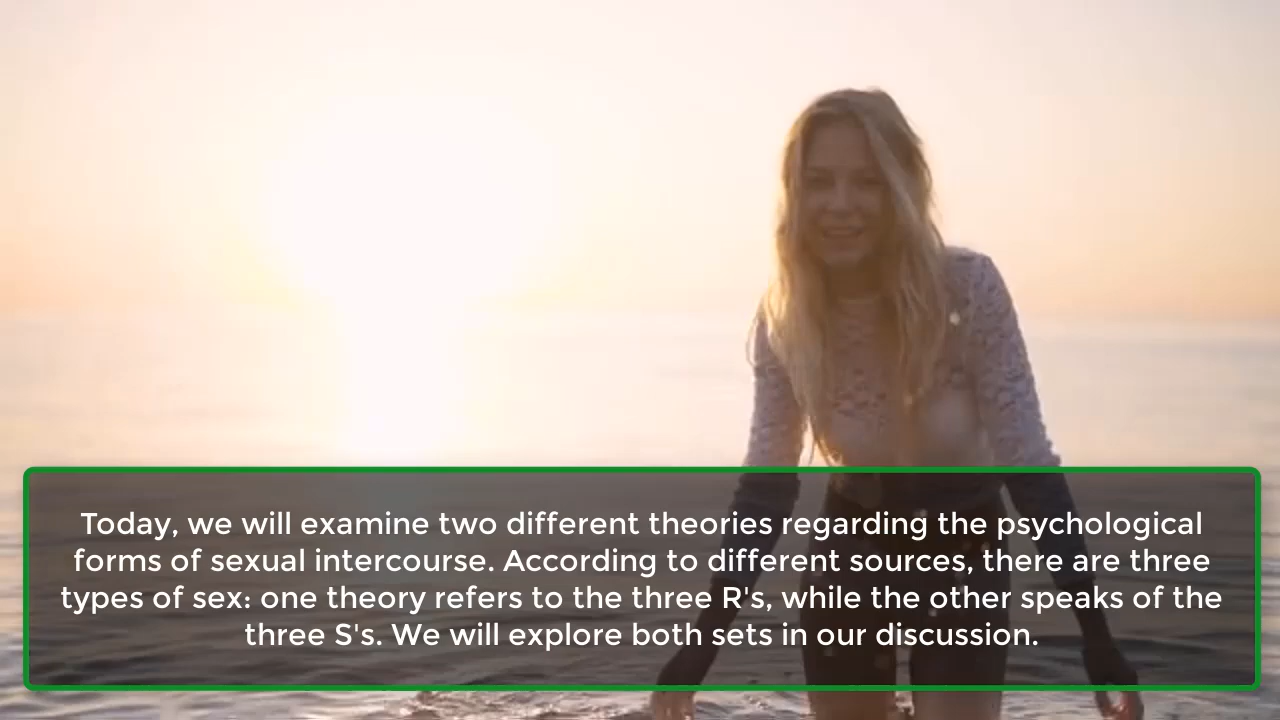 Today, we will examine two different theories regarding the psychological
forms of sexual intercourse. According to different sources, there are three
types of sex: one theory refers to the three R's, while the other speaks of the
three S's. We will explore both sets in our discussion.